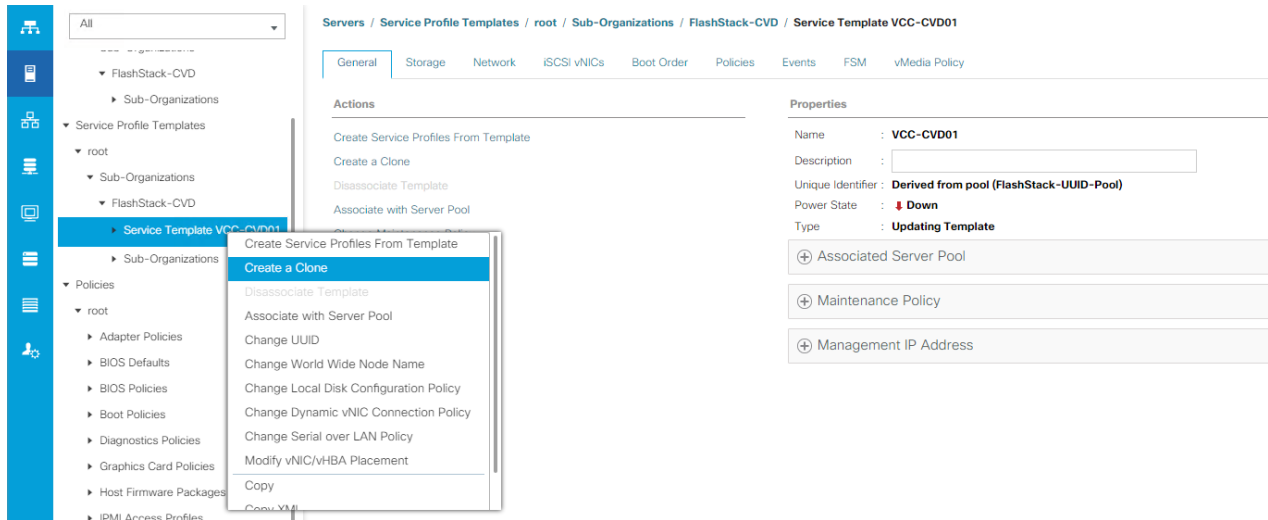 All
Sub-Organizations
FlashStack-CVD
Sub-Organizations
Service Profile Templates
root
Sub-Organizations
FlashStack-CVD
Service Template VCC-CVD01
Sub-Organizations
Policies
root
Adapter Policies
BIOS Defaults
BIOS Policies
Boot Policies
Diagnostics Policies
Graphics Card Policies
Host Firmware Packages
IPMI Access Profiles
Create Service Profiles From Template
Create a Clone
Disassociate Template
Associate with Server Pool
Change UUID
Change World Wide Node Name
Change Local Disk Configuration Policy
Change Dynamic vNIC Connection Policy
Change Serial over LAN Policy
Modify vNIC/vHBA Placement
Copy
Copy XML
Servers / Service Profile Templates / root / Sub-Organizations / FlashStack-CVD / Service Template VCC-CVD01
General Storage Network iSCSI vNICs Boot Order Policies Events FSM vMedia Policy
Actions
Create Service Profiles From Template
Create a Clone
Disassociate Template
Associate with Server Pool
Properties
Name : VCC-CVD01
Description :
Unique Identifier : Derived from pool (FlashStack-UUID-Pool)
Power State : Down
Type : Updating Template
Associated Server Pool
Maintenance Policy
Management IP Address